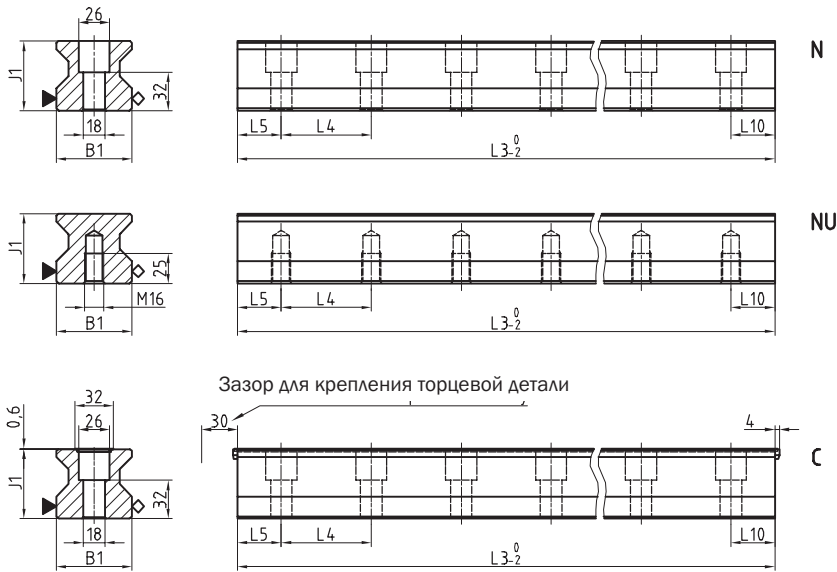 26
N
J1
32
18
B1
L5
L4
L10
L3-2 0
NU
J1
25
M16
B1
L5
L4
L10
L3-2 0
Зазор для крепления торцевой детали
32
0,6
26
30
4
C
J1
32
18
B1
L5
L4
L10
L3-2 0